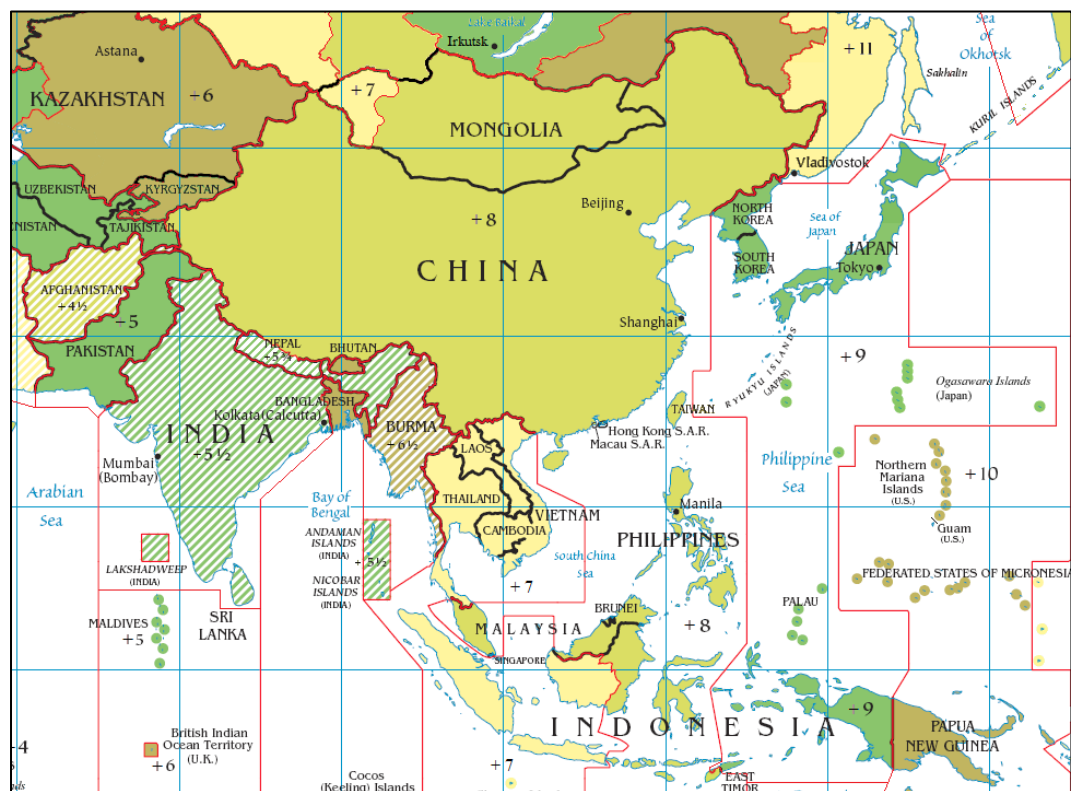 Lake Baikal
Irkutsk
Sea
of
Okhotsk
+11
Sakhalin
Astana
KAZAKHSTAN
+6
+7
MONGOLIA
KURIL ISLANDS
Vladivostok
UZBEKISTAN
KYRGYZSTAN
NISTAN
TAJIKISTAN
+8
Beijing
NORTH
KOREA
Sea of
Japan
JAPAN
Tokyo
SOUTH
KOREA
CHINA
AFGHANISTAN
+4½
+5
PAKISTAN
Shanghai
NEPAL
+5¾
BHUTAN
+9
RYUKYU ISLANDS
(JAPAN)
Ogasawara Islands
(Japan)
BANGLADESH
Kolkata(Calcutta)
INDIA
+5½
BURMA
+6½
TAIWAN
Hong Kong S.A.R.
Macau S.A.R.
LAOS
Mumbai
(Bombay)
Arabian
Sea
Philippine
Sea
Northern
Mariana
Islands
(U.S.)
+10
Bay of
Bengal
THAILAND
VIETNAM
CAMBODIA
Manila
Guam
(U.S.)
ANDAMAN
ISLANDS
(INDIA)
+5½
NICOBAR
ISLANDS
(INDIA)
PHILIPPINES
South China
Sea
LAKSHADWEEP
(INDIA)
+7
FEDERATED STATES OF MICRONESIA
MALDIVES
+5
SRI
LANKA
BRUNEI
PALAU
MALAYSIA
+8
SINGAPORE
INDONESIA
+9
PAPUA
NEW GUINEA
+4
British Indian
Ocean Territory
(U.K.)
+6
+7
Cocos
(Keeling) Islands
EAST
TIMOR